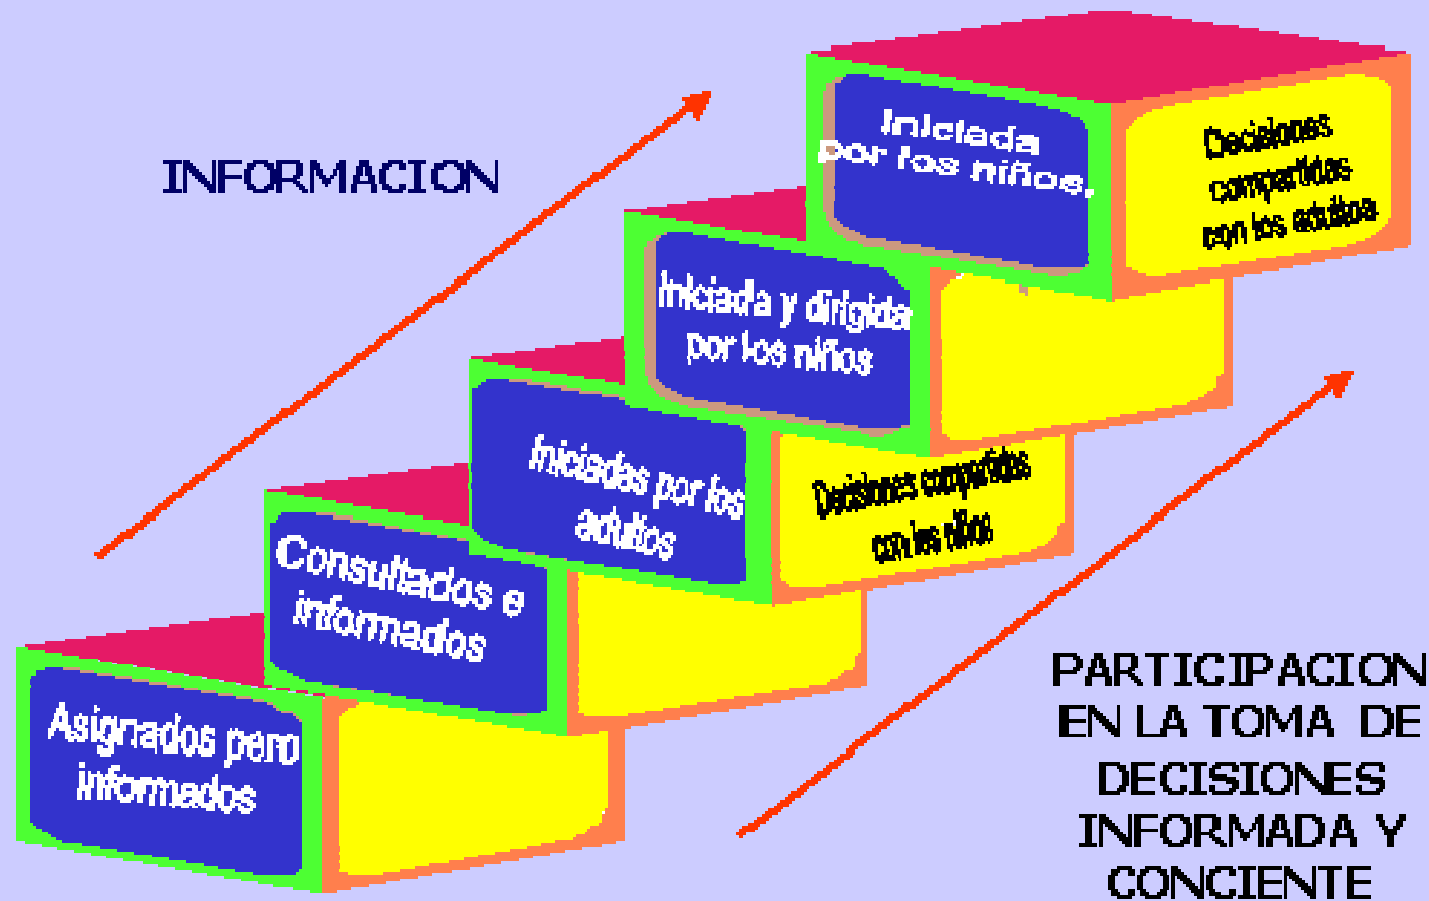 INFORMACION
Iniciada
por los niños.
Decisiones
compartidas
con los adultos
Iniciada y dirigida
por los niños
Iniciadas por los
adultos
Decisiones compartidas
con los niños
Consultados e
informados
Asignados pero
informados
PARTICIPACION
EN LA TOMA DE
DECISIONES
INFORMADA Y
CONCIENTE